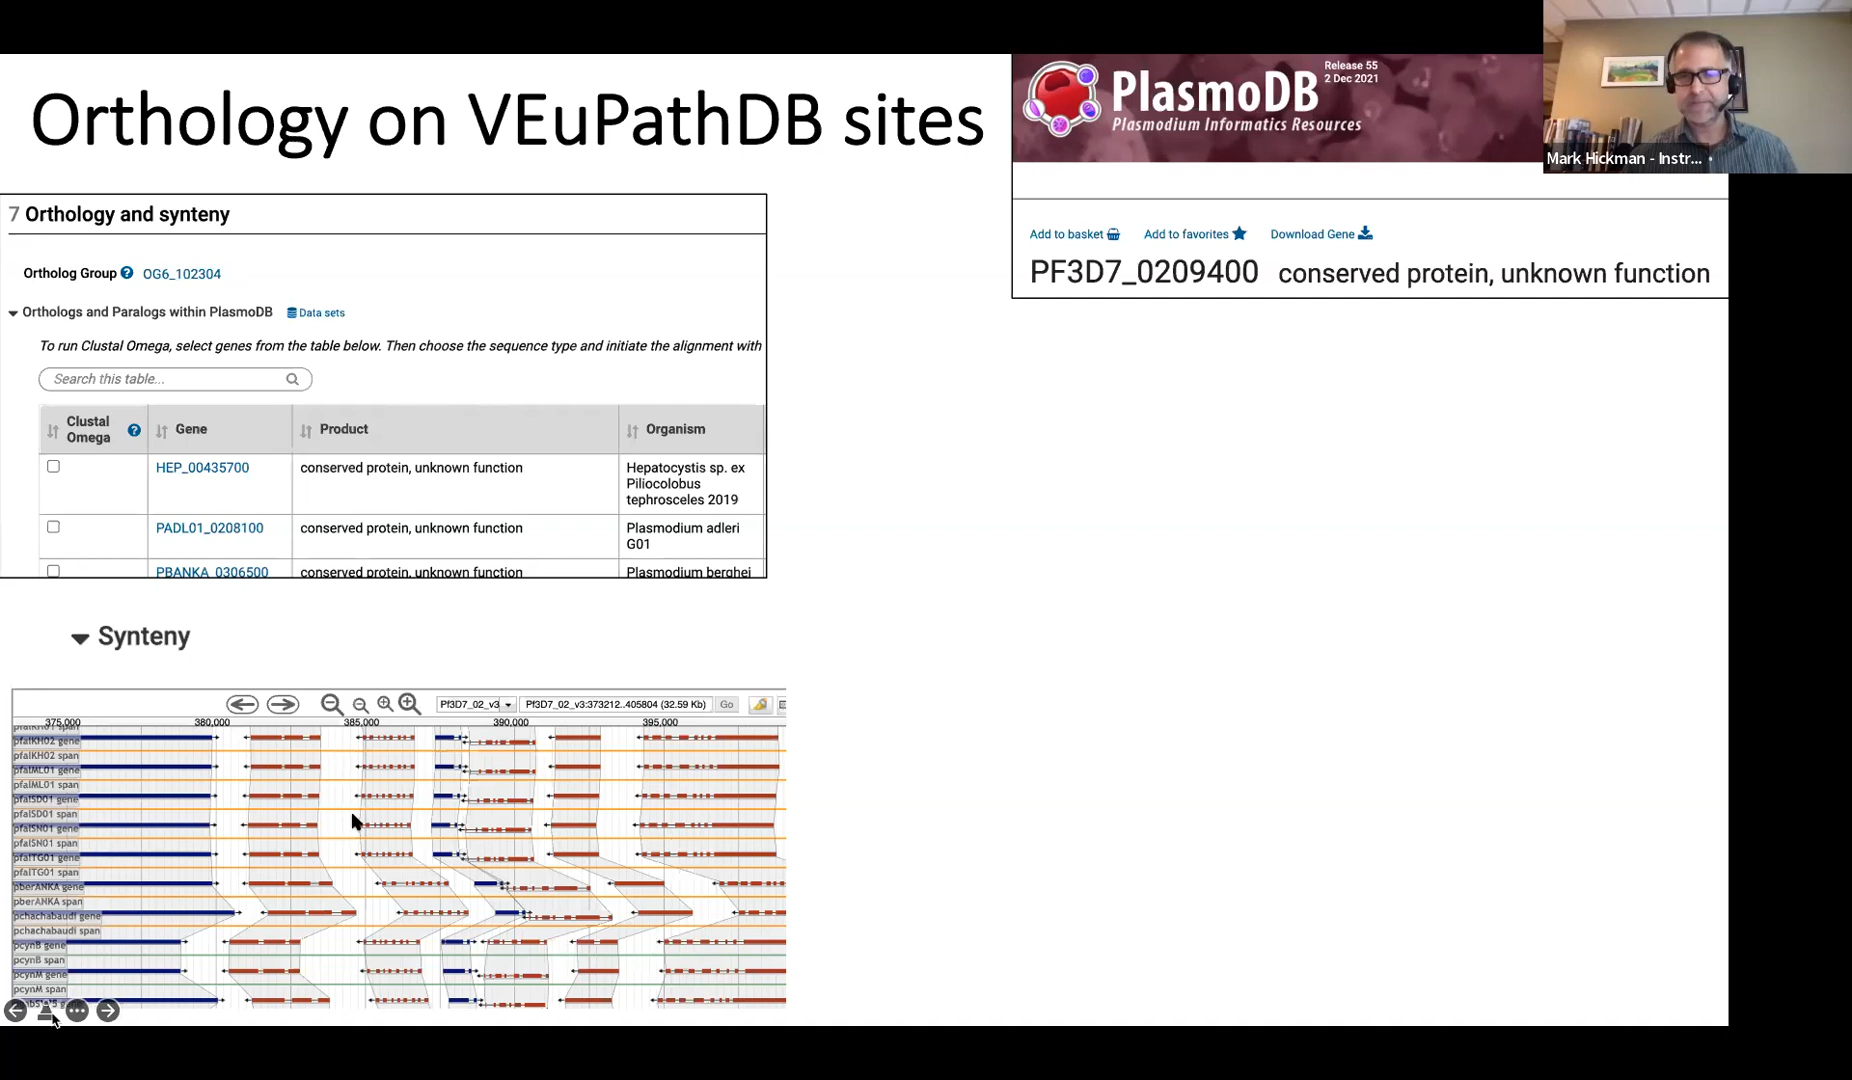 Orthology on VEuPathDB sites
PlasmoDB
Release 55
2 Dec 2021
Plasmodium Informatics Resources
Mark Hickman - Instr...
Add to basket
Add to favorites
Download Gene
PF3D7_0209400 conserved protein, unknown function
7 Orthology and synteny
Ortholog Group
OG6_102304
Orthologs and Paralogs within PlasmoDB
Data sets
To run Clustal Omega, select genes from the table below. Then choose the sequence type and initiate the alignment with
Search this table...
Clustal Omega
Gene
Product
Organism
HEP_00435700
conserved protein, unknown function
Hepatocystis sp. ex
Piliocolobus
tephrosceles 2019
PADL01_0208100
conserved protein, unknown function
Plasmodium adleri
G01
PBANKA_0306500
conserved protein, unknown function
Plasmodium berghei
Synteny
Pf3D7_02_v3
Pf3D7_02_v3:373212..405804 (32.59 Kb)
Go
375,000
380,000
385,000
390,000
395,000
pfalKH01 span
pfalKH02 gene
pfalKH02 span
pfalML01 gene
pfalML01 span
pfalSD01 gene
pfalSD01 span
pfalSN01 gene
pfalSN01 span
pfalTG01 gene
pfalTG01 span
pberANKA gene
pberANKA span
pchachabaudi gene
pchachabaudi span
pcynB gene
pcynB span
pcynM gene
pcynM span